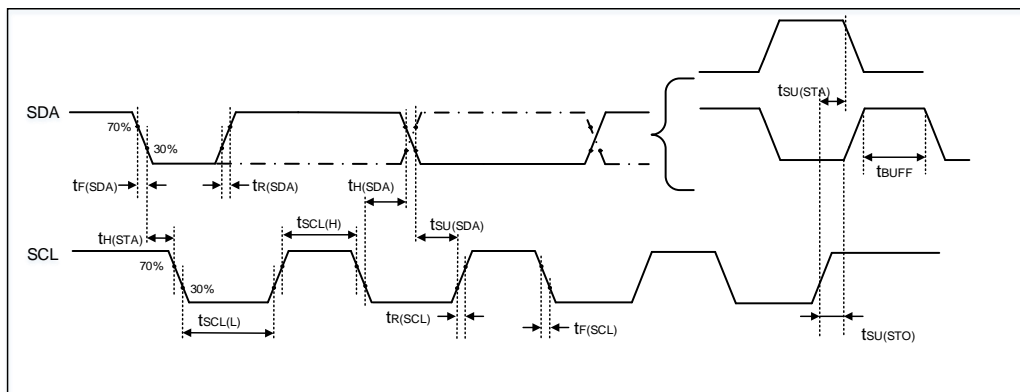 tSU(STA)
SDA
70%
30%
tBUFF
tF(SDA)
tR(SDA)
tH(SDA)
tSCL(H)
tSU(SDA)
tH(STA)
SCL
70%
30%
tSCL(L)
tR(SCL)
tF(SCL)
tSU(STO)